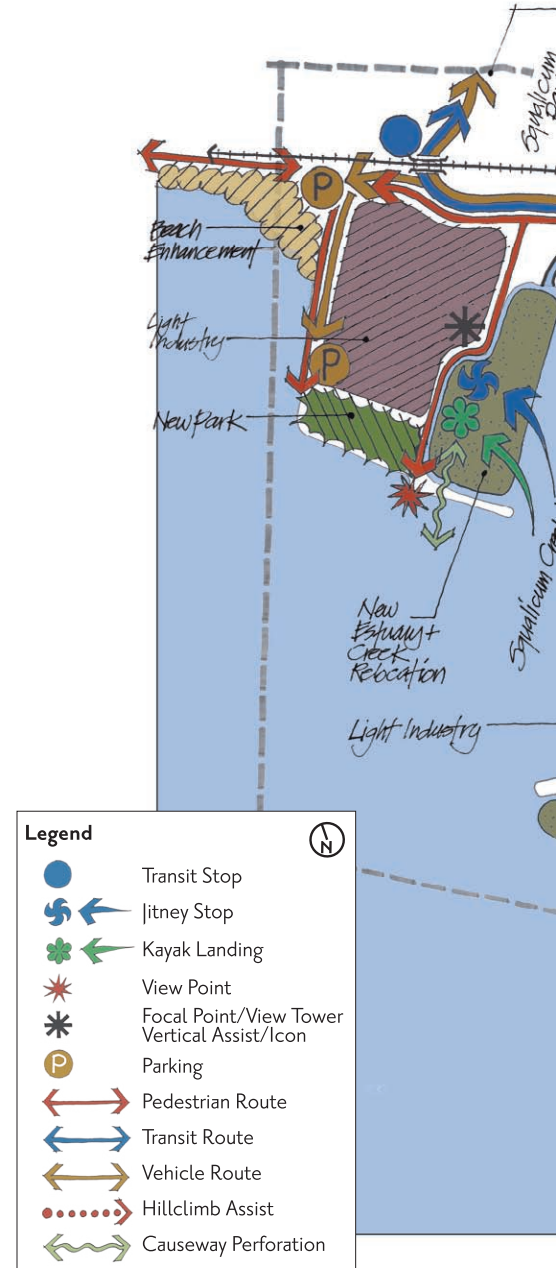 Squalicum
P
Beach
Enhancement
Light
Industry
P
New Park
New
Estuary +
Creek
Relocation
Squalicum
Light Industry
Legend
N
Transit Stop
Jitney Stop
Kayak Landing
View Point
Focal Point/View Tower
Vertical Assist/Icon
P
Parking
Pedestrian Route
Transit Route
Vehicle Route
Hillclimb Assist
Causeway Perforation